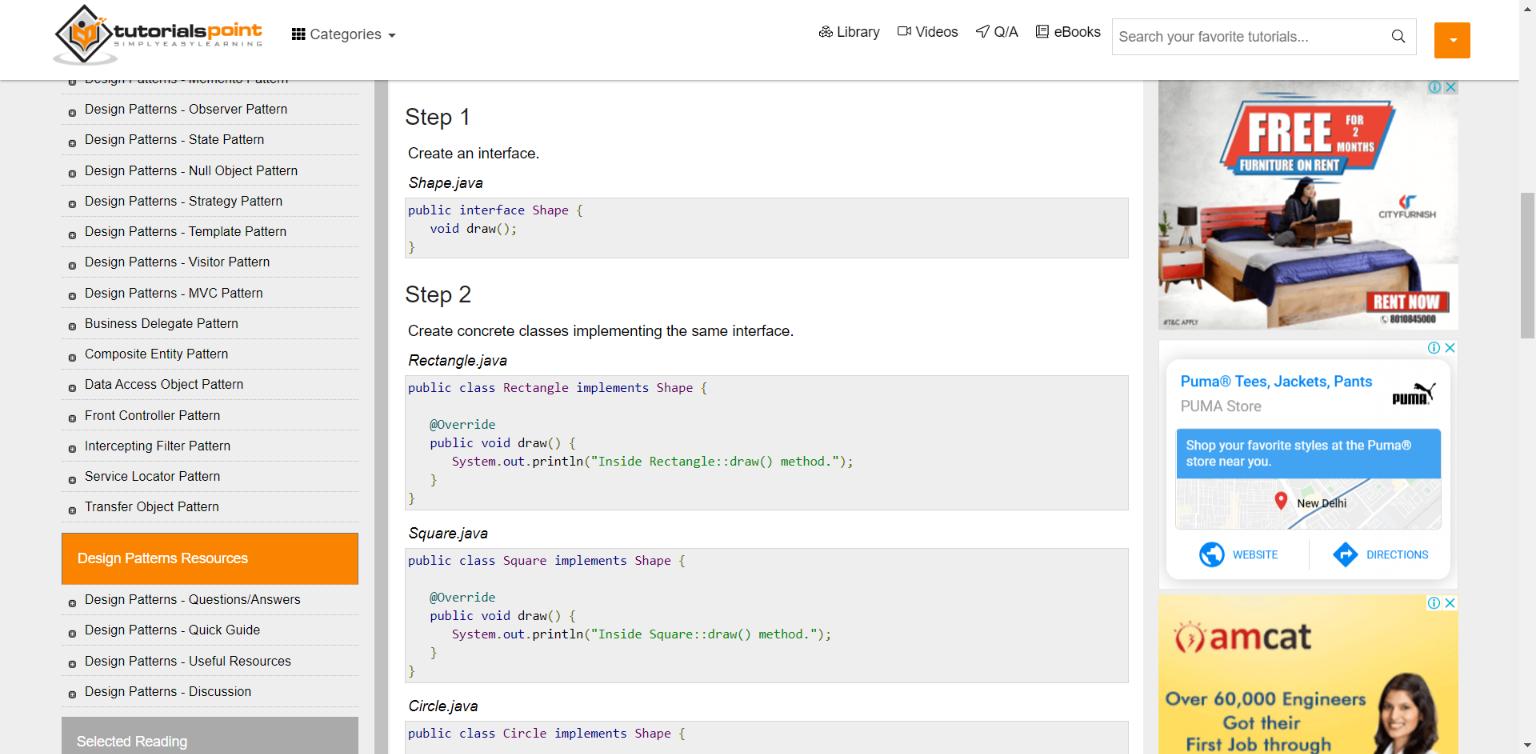 tutorialspoint
SIMPLYEASYLEARNING
Categories
Library
Videos
Q/A
eBooks
Search your favorite tutorials...
Design Patterns - Memento Pattern
Design Patterns - Observer Pattern
Design Patterns - State Pattern
Design Patterns - Null Object Pattern
Design Patterns - Strategy Pattern
Design Patterns - Template Pattern
Design Patterns - Visitor Pattern
Design Patterns - MVC Pattern
Business Delegate Pattern
Composite Entity Pattern
Data Access Object Pattern
Front Controller Pattern
Intercepting Filter Pattern
Service Locator Pattern
Transfer Object Pattern
Design Patterns Resources
Design Patterns - Questions/Answers
Design Patterns - Quick Guide
Design Patterns - Useful Resources
Design Patterns - Discussion
Selected Reading
Step 1
Create an interface.
Shape.java
public interface Shape {
   void draw();
}
Step 2
Create concrete classes implementing the same interface.
Rectangle.java
public class Rectangle implements Shape {
   @Override
   public void draw() {
      System.out.println("Inside Rectangle::draw() method.");
   }
}
Square.java
public class Square implements Shape {
   @Override
   public void draw() {
      System.out.println("Inside Square::draw() method.");
   }
}
Circle.java
public class Circle implements Shape {
FREE FOR
2
MONTHS
FURNITURE ON RENT
CITYFURNISH
RENT NOW
#T&C APPLY
8010845000
Puma® Tees, Jackets, Pants
PUMA Store
PUMA
Shop your favorite styles at the Puma®
store near you.
New Delhi
WEBSITE
DIRECTIONS
amcat
Over 60,000 Engineers
Got their
First Job through